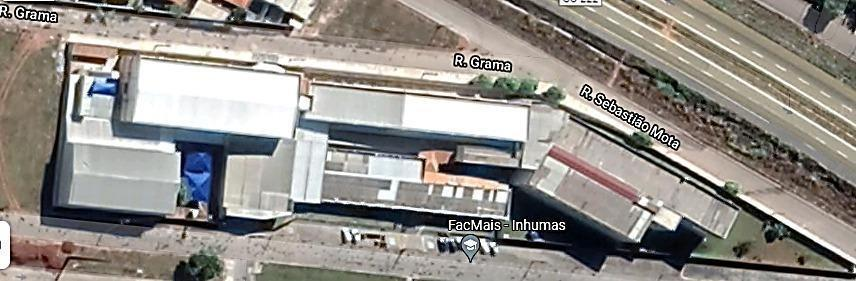 R. Grama
R. Grama
R. Sebastião Mota
FacMais - Inhumas